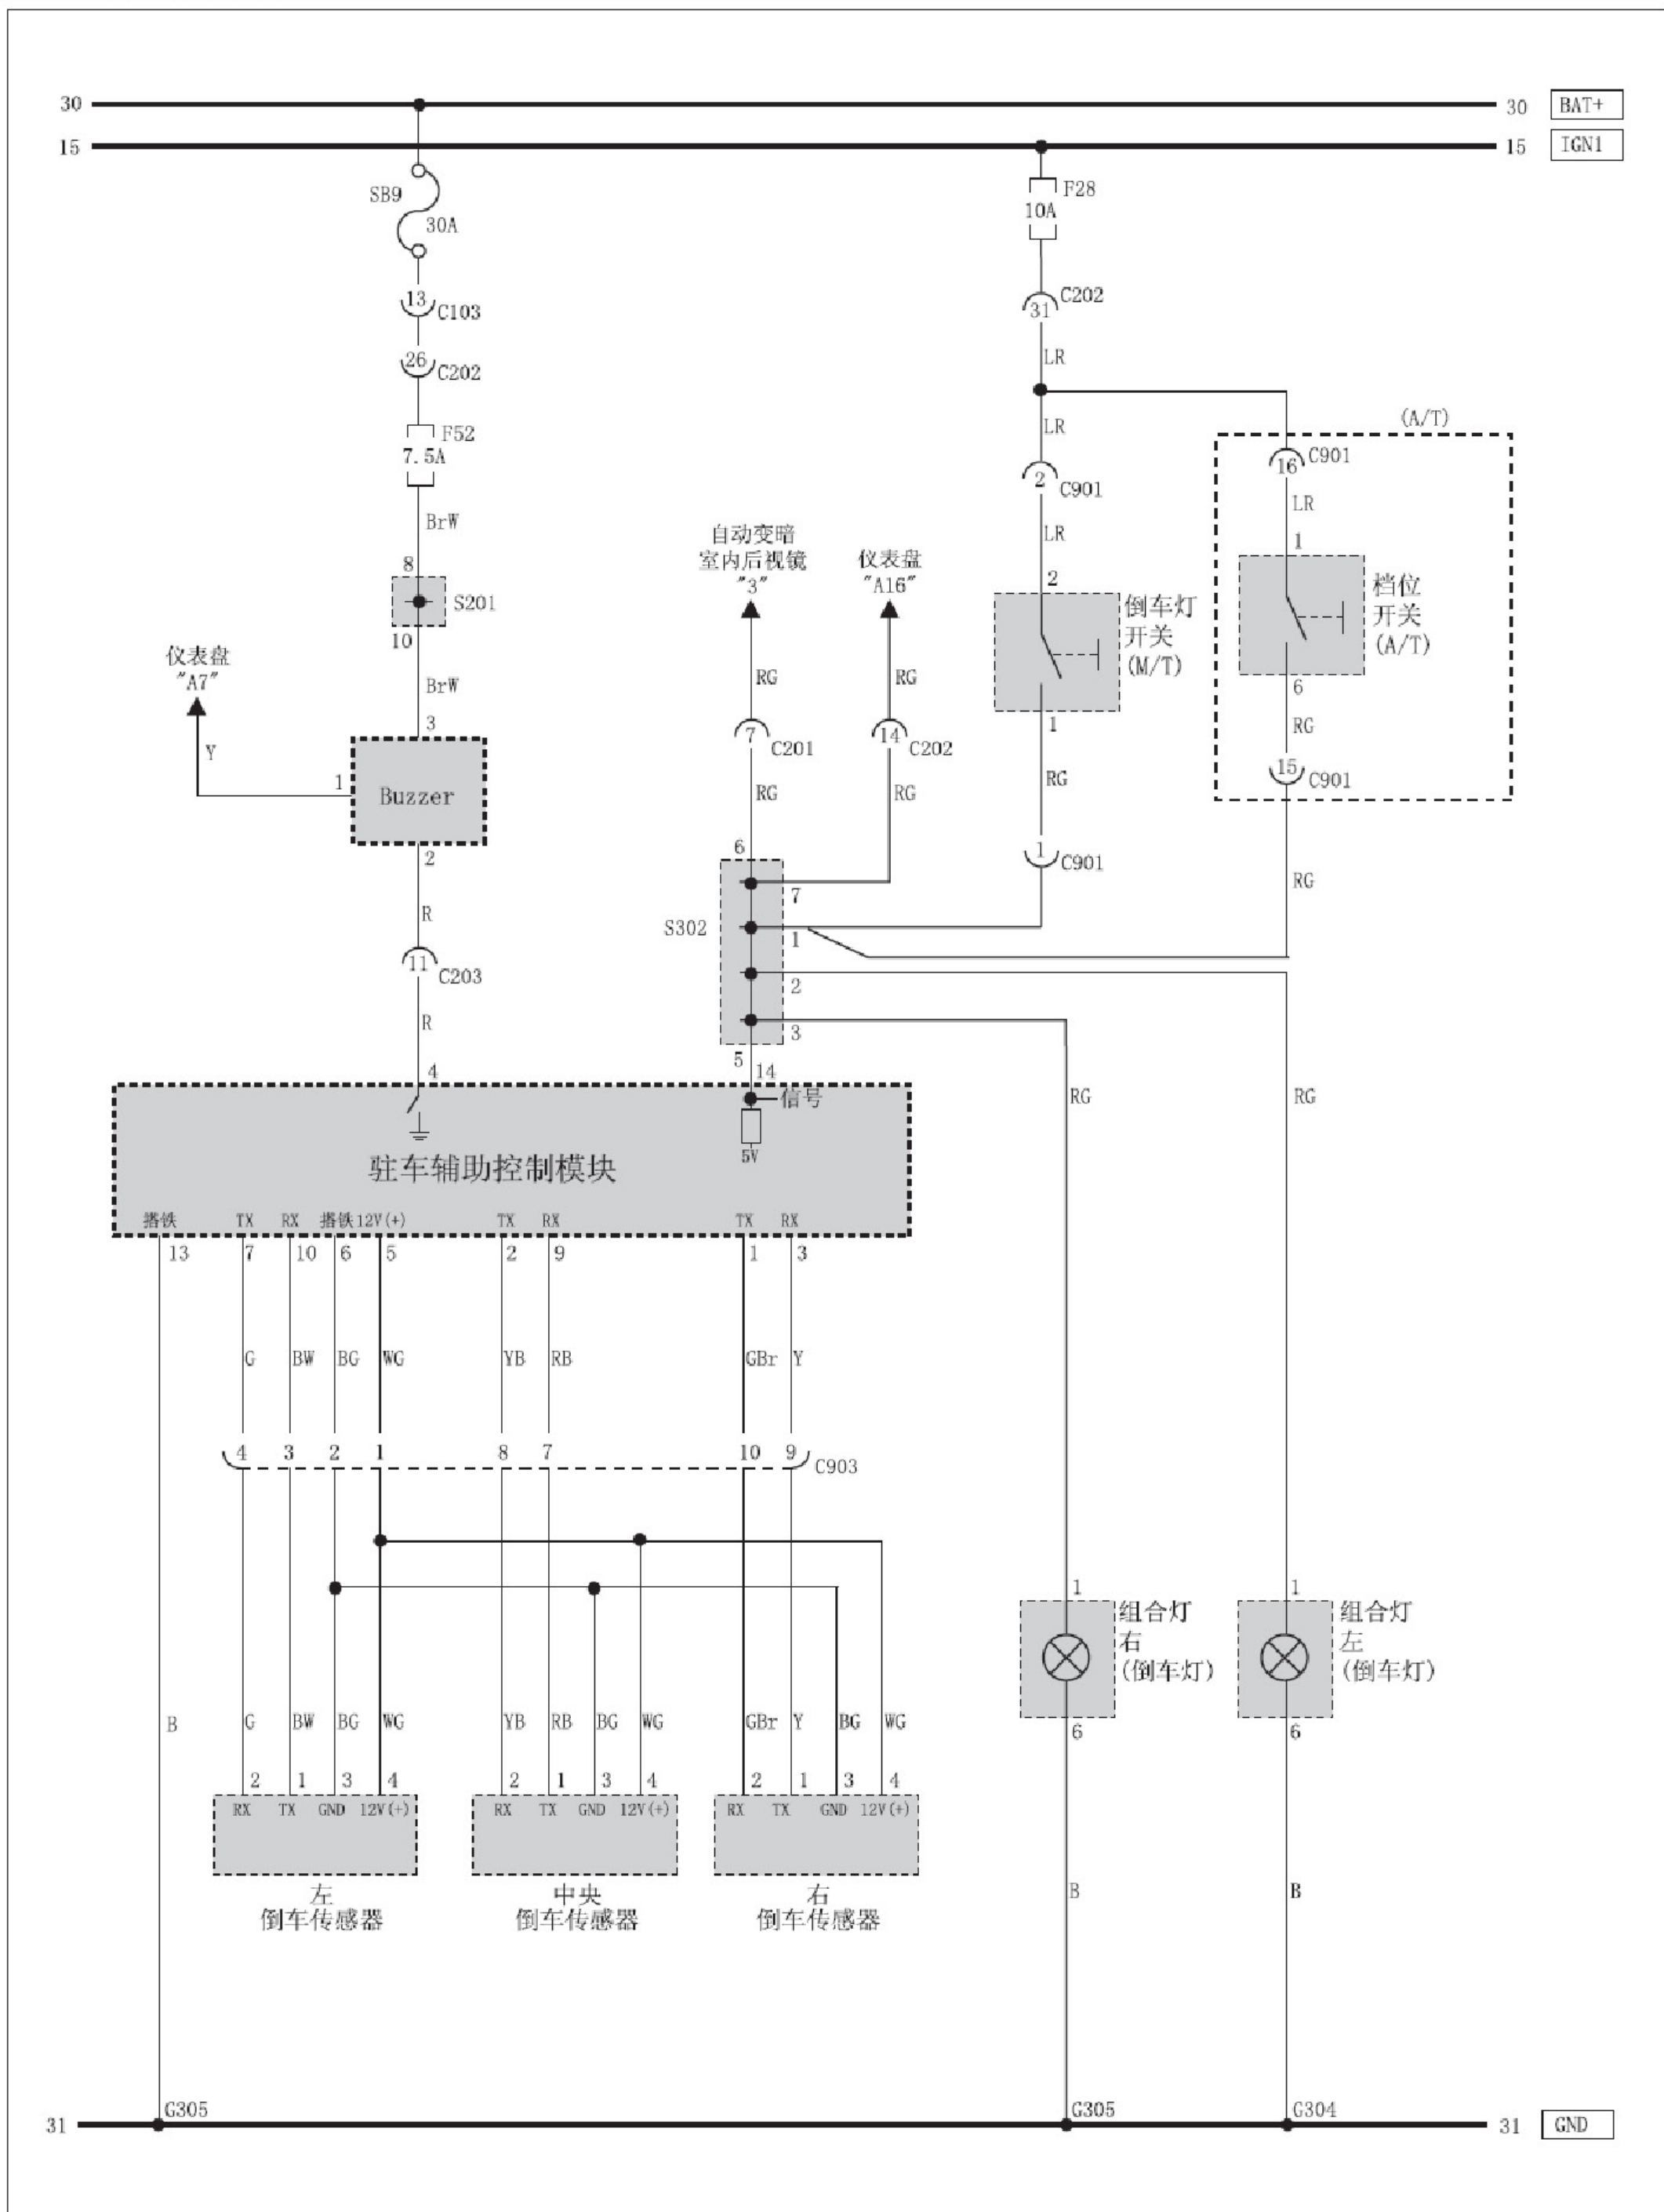 30
30 BAT+
15
15 IGN1
SB9
30A
F28
10A
13
C103
C202
31
26
C202
LR
F52
7.5A
LR
(A/T)
16
C901
2
C901
BrW
LR
LR
自动变暗
室内后视镜
"3"
仪表盘
"A16"
8
S201
10
2
倒车灯
开关
(M/T)
1
1
档位
开关
(A/T)
6
仪表盘
"A7"
BrW
RG
RG
3
Y
7
C201
14
C202
RG
RG
15
C901
1
Buzzer
RG
RG
2
6
1
C901
R
7
RG
S302
1
11
C203
2
R
3
4
5
14
信号
5V
RG
RG
驻车辅助控制模块
搭铁 TX RX 搭铁 12V(+) TX RX TX RX
13 7 10 6 5 2 9 1 3
G BW BG WG YB RB GBr Y
4 3 2 1 8 7 10 9
C903
1
1
组合灯
右
(倒车灯)
组合灯
左
(倒车灯)
B G BW BG WG YB RB BG WG GBr Y BG WG
6
6
2 1 3 4 2 1 3 4 2 1 3 4
RX TX GND 12V(+) RX TX GND 12V(+) RX TX GND 12V(+)
左
倒车传感器
中央
倒车传感器
右
倒车传感器
B
B
G305
G305
G304
31
31 GND